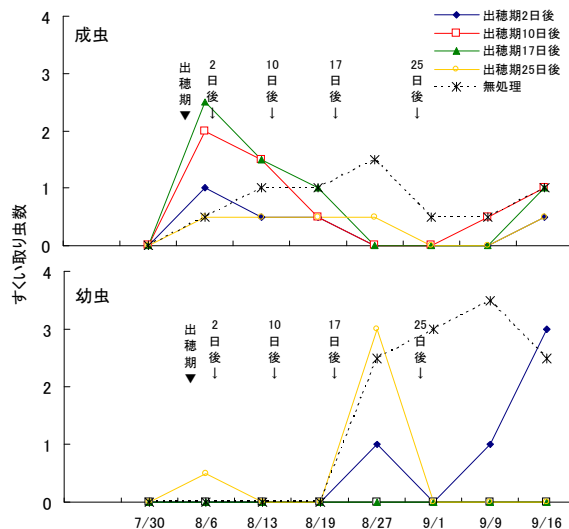 4
3
2
1
0
成虫
出穂期
▼
2日後
↓
10日後
↓
17日後
↓
25日後
↓
出穂期2日後
出穂期10日後
出穂期17日後
出穂期25日後
無処理
すくい取り虫数
4
3
2
1
0
幼虫
出穂期
▼
2日後
↓
10日後
↓
17日後
↓
25日後
↓
7/30 8/6 8/13 8/19 8/27 9/1 9/9 9/16